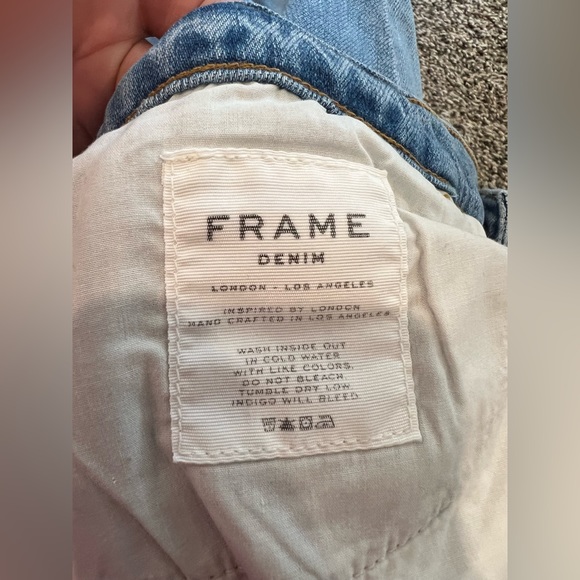 FRAME
DENIM
LONDON - LOS ANGELES
INSPIRED BY LONDON
HAND CRAFTED IN LOS ANGELES
WASH INSIDE OUT
IN COLD WATER
WITH LIKE COLORS.
DO NOT BLEACH
TUMBLE DRY LOW
INDIGO WILL BLEED